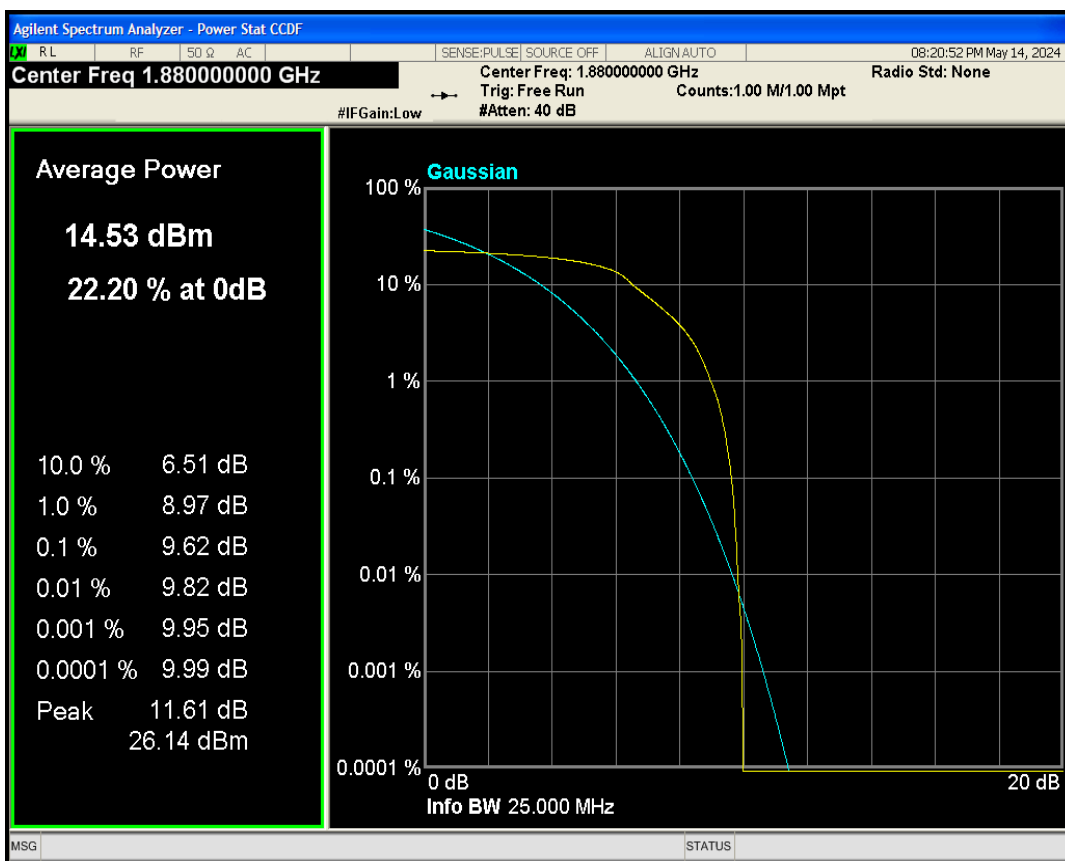 Agilent Spectrum Analyzer - Power Stat CCDF
LXI RL RF 50 Ω AC SENSE:PULSE SOURCE OFF ALIGN AUTO 08:20:52 PM May 14, 2024
Center Freq 1.880000000 GHz
Center Freq: 1.880000000 GHz Radio Std: None
Trig: Free Run Counts:1.00 M/1.00 Mpt
#IFGain:Low #Atten: 40 dB
Average Power
14.53 dBm
22.20 % at 0dB
10.0 % 6.51 dB
1.0 % 8.97 dB
0.1 % 9.62 dB
0.01 % 9.82 dB
0.001 % 9.95 dB
0.0001 % 9.99 dB
Peak 11.61 dB
26.14 dBm
Gaussian
100 %
10 %
1 %
0.1 %
0.01 %
0.001 %
0.0001 %
0 dB 20 dB
Info BW 25.000 MHz
MSG STATUS